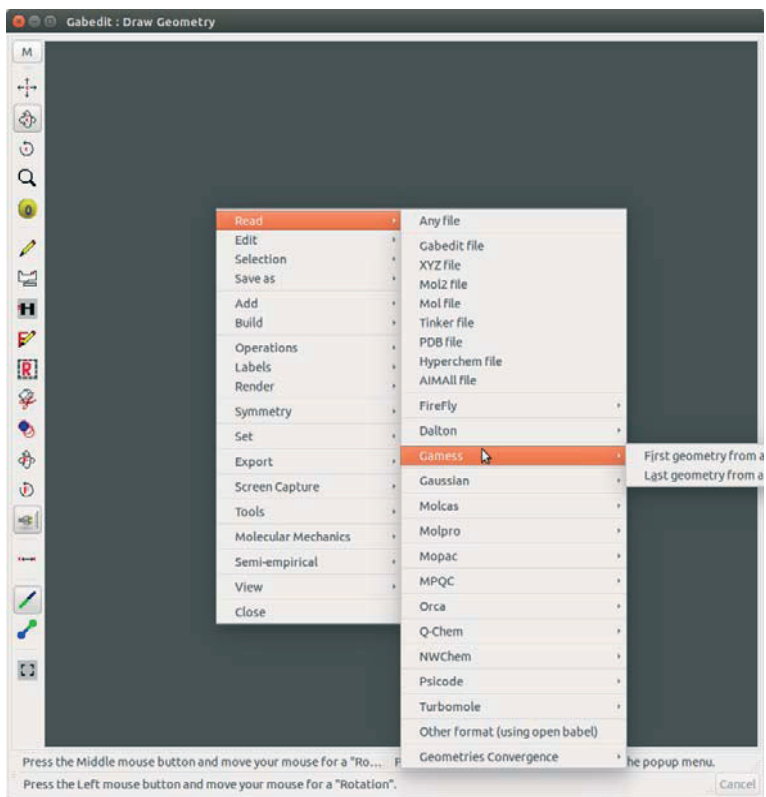 Gabedit : Draw Geometry
M
Read
Edit
Selection
Save as
Add
Build
Operations
Labels
Render
Symmetry
Set
Export
Screen Capture
Tools
Molecular Mechanics
Semi-empirical
View
Close
Any file
Gabedit file
XYZ file
Mol2 file
Mol file
Tinker file
PDB file
Hyperchem file
AIMAll file
FireFly
Dalton
Gamess
Gaussian
Molcas
Molpro
Mopac
MPQC
Orca
Q-Chem
NWChem
Psicode
Turbomole
Other format (using open babel)
Geometries Convergence
First geometry from a
Last geometry from a
H
E
R
Press the Middle mouse button and move your mouse for a "Ro... P he popup menu.
Press the Left mouse button and move your mouse for a "Rotation". Cancel